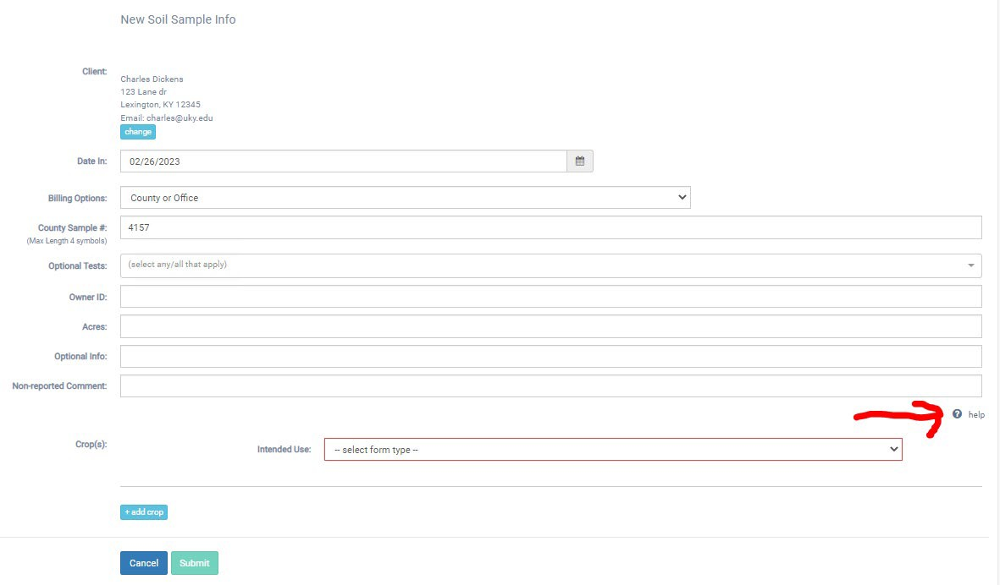 New Soil Sample Info
Client:
Charles Dickens
123 Lane dr
Lexington, KY 12345
Email: charles@uky.edu
change
Date In:
02/26/2023
Billing Options:
County or Office
County Sample #:
(Max Length 4 symbols)
4157
Optional Tests:
(select any/all that apply)
Owner ID:
Acres:
Optional Info:
Non-reported Comment:
? help
Crop(s):
Intended Use:
-- select form type --
+ add crop
Cancel
Submit